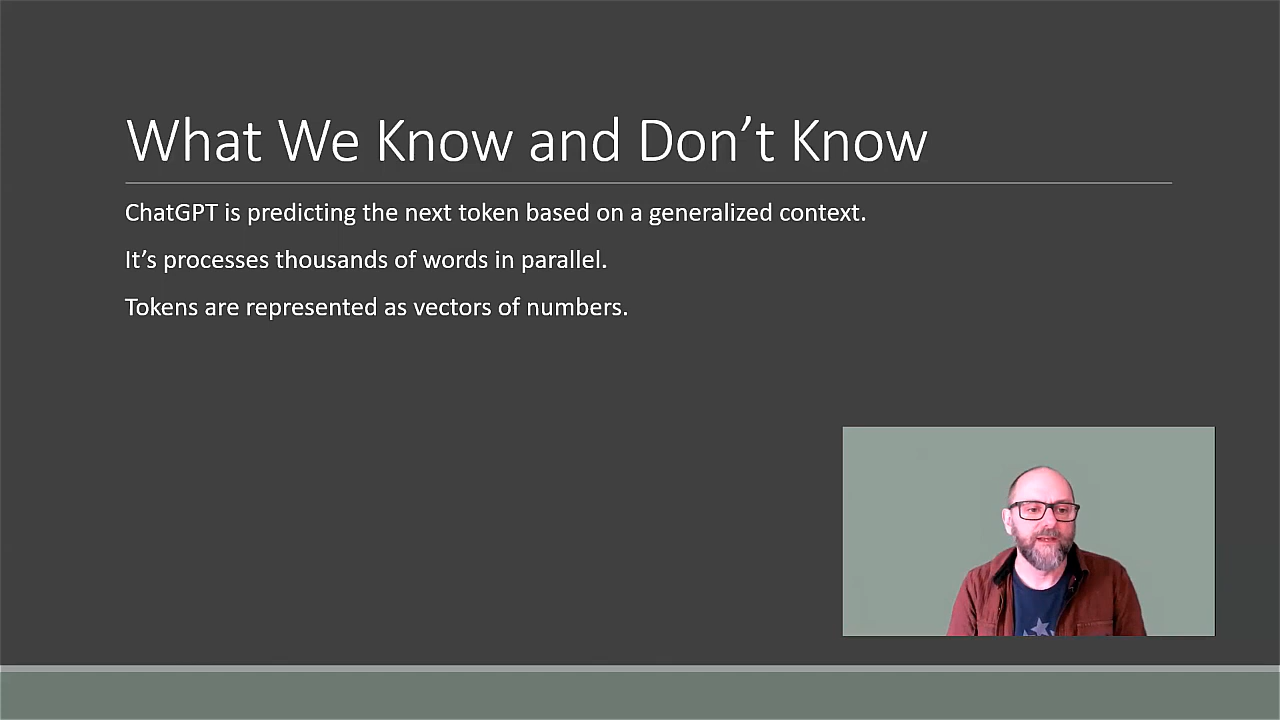 What We Know and Don’t Know
ChatGPT is predicting the next token based on a generalized context.
It’s processes thousands of words in parallel.
Tokens are represented as vectors of numbers.